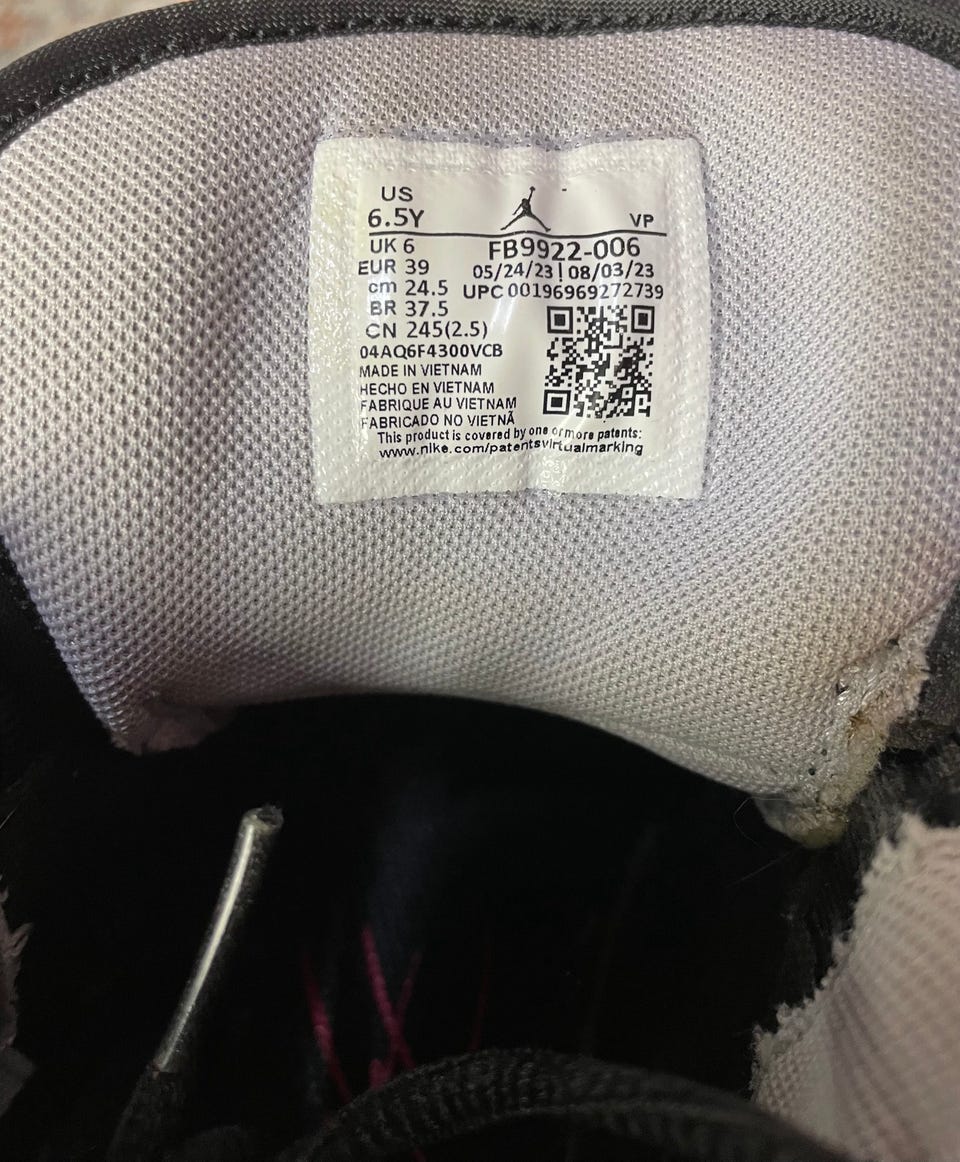 US
6.5Y
VP
UK 6
FB9922-006
EUR 39
05/24/23 | 08/03/23
cm 24.5
UPC 00196969272739
BR 37.5
CN 245(2.5)
04AQ6F4300VCB
MADE IN VIETNAM
HECHO EN VIETNAM
FABRIQUE AU VIETNAM
FABRICADO NO VIETNÃ
This product is covered by one or more patents:
www.nike.com/patentsvirtualmarking